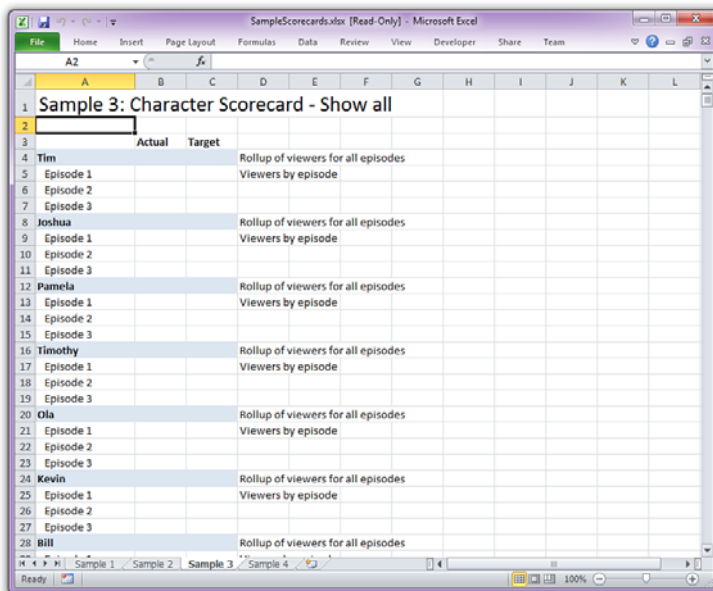 SampleScorecards.xlsx [Read-Only] - Microsoft Excel
File Home Insert Page Layout Formulas Data Review View Developer Share Team
A2 fx
A B C D E F G H I J K L
1 Sample 3: Character Scorecard - Show all
2
3 Actual Target
4 Tim Rollup of viewers for all episodes
5 Episode 1 Viewers by episode
6 Episode 2
7 Episode 3
8 Joshua Rollup of viewers for all episodes
9 Episode 1 Viewers by episode
10 Episode 2
11 Episode 3
12 Pamela Rollup of viewers for all episodes
13 Episode 1 Viewers by episode
14 Episode 2
15 Episode 3
16 Timothy Rollup of viewers for all episodes
17 Episode 1 Viewers by episode
18 Episode 2
19 Episode 3
20 Ola Rollup of viewers for all episodes
21 Episode 1 Viewers by episode
22 Episode 2
23 Episode 3
24 Kevin Rollup of viewers for all episodes
25 Episode 1 Viewers by episode
26 Episode 2
27 Episode 3
28 Bill Rollup of viewers for all episodes
Sample 1 Sample 2 Sample 3 Sample 4
Ready 100%